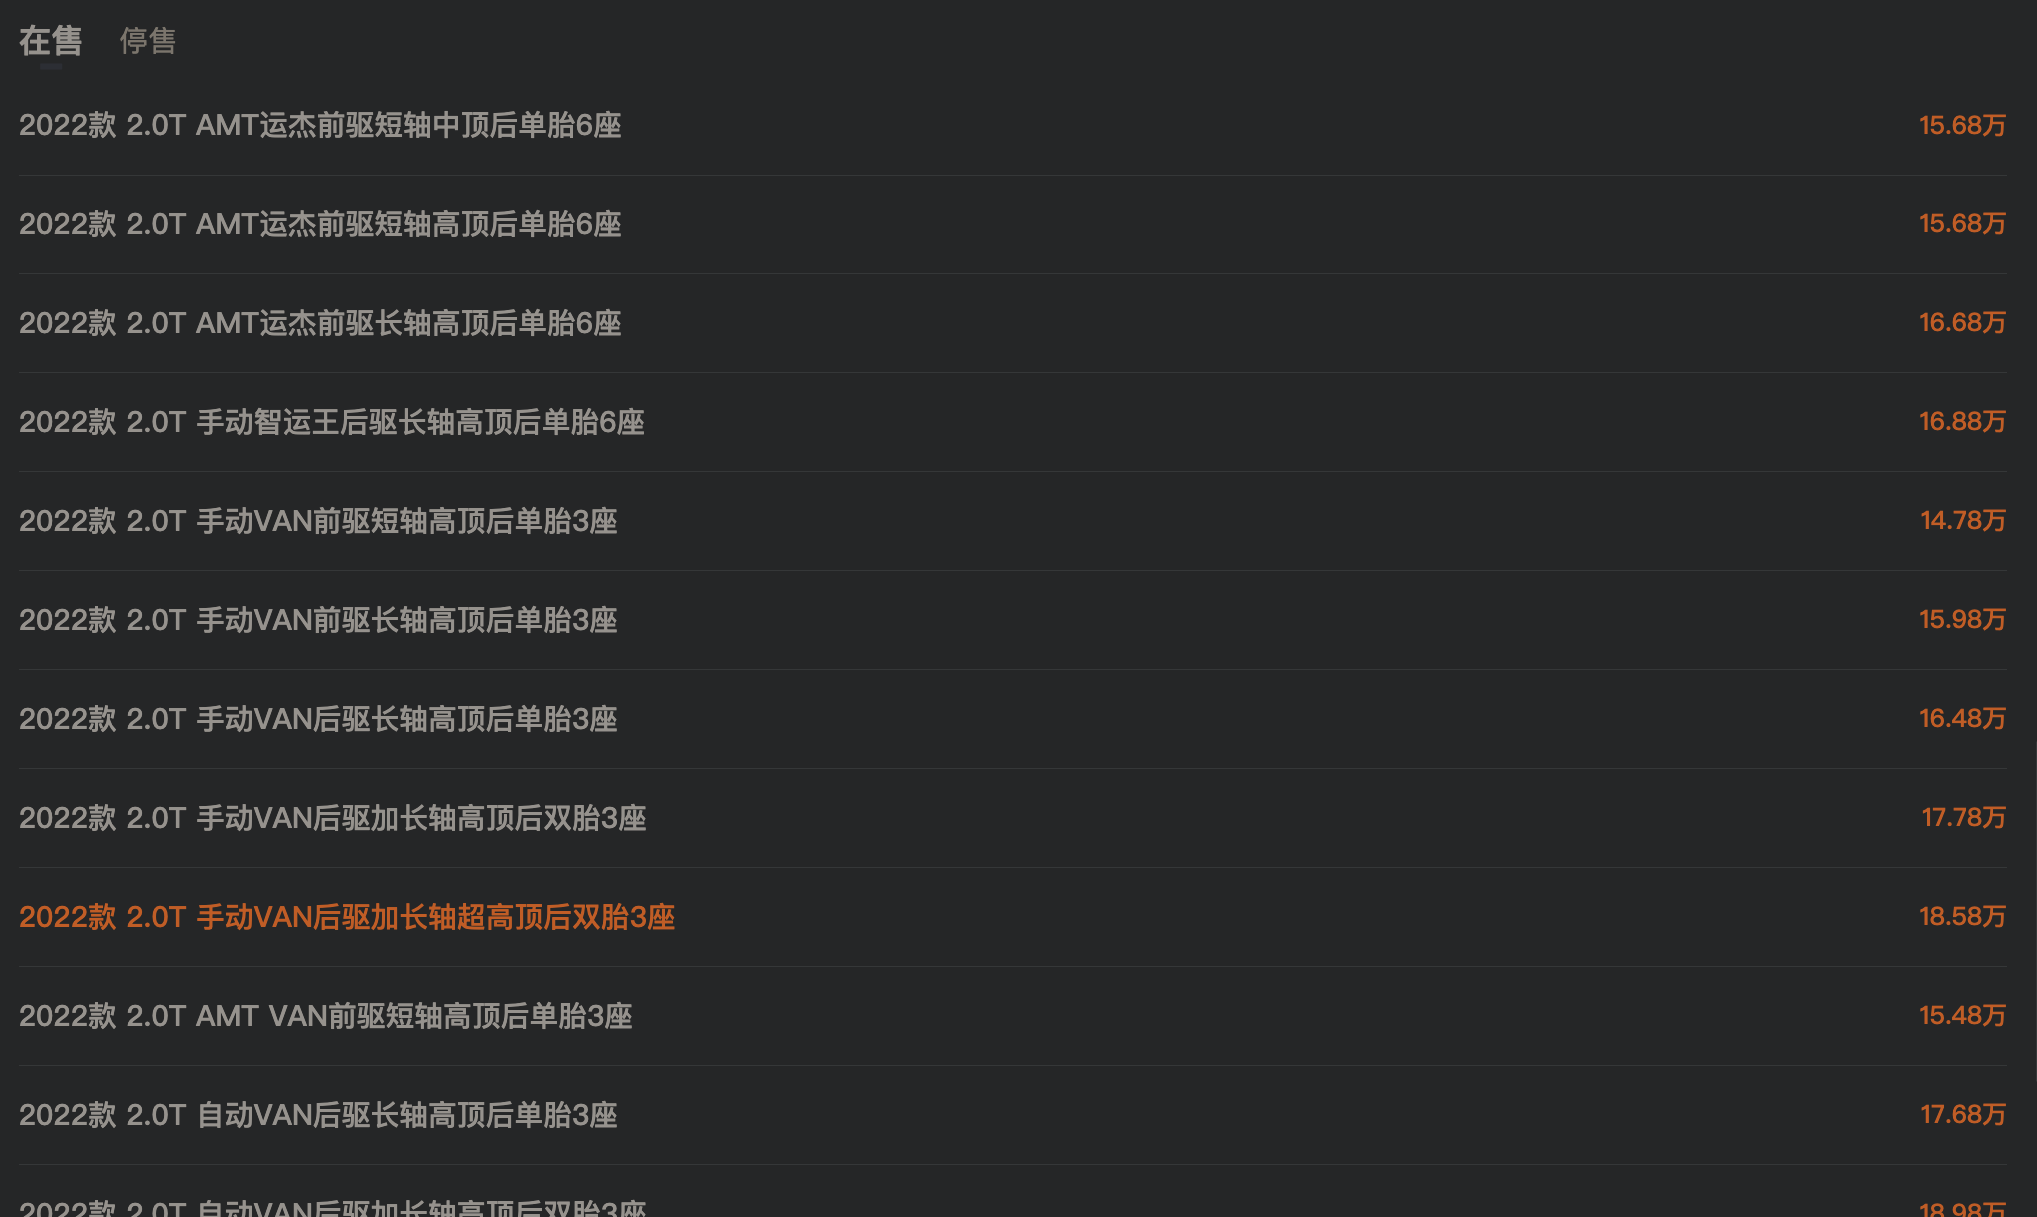 在售 停售
2022款 2.0T AMT运杰前驱短轴中顶后单胎6座 15.68万
2022款 2.0T AMT运杰前驱短轴高顶后单胎6座 15.68万
2022款 2.0T AMT运杰前驱长轴高顶后单胎6座 16.68万
2022款 2.0T 手动智运王后驱长轴高顶后单胎6座 16.88万
2022款 2.0T 手动VAN前驱短轴高顶后单胎3座 14.78万
2022款 2.0T 手动VAN前驱长轴高顶后单胎3座 15.98万
2022款 2.0T 手动VAN后驱长轴高顶后单胎3座 16.48万
2022款 2.0T 手动VAN后驱加长轴高顶后双胎3座 17.78万
2022款 2.0T 手动VAN后驱加长轴超高顶后双胎3座 18.58万
2022款 2.0T AMT VAN前驱短轴高顶后单胎3座 15.48万
2022款 2.0T 自动VAN后驱长轴高顶后单胎3座 17.68万
2022款 2.0T 自动VAN后驱加长轴高顶后双胎3座 18.98万